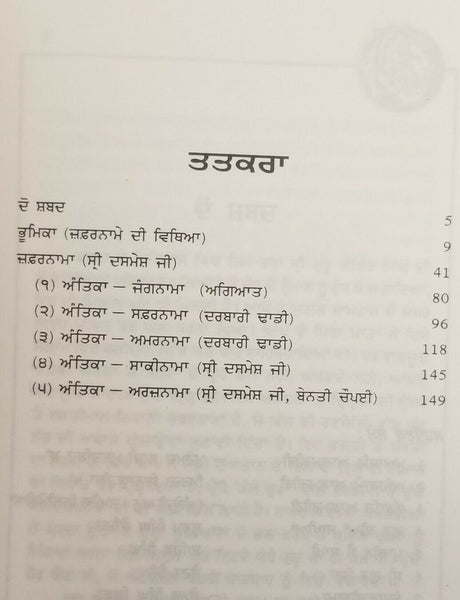 ਤਤਕਰਾ
ਦੋ ਸ਼ਬਦ 5
ਭੂਮਿਕਾ (ਜ਼ਫ਼ਰਨਾਮੇ ਦੀ ਵਿਥਿਆ) 9
ਜ਼ਫ਼ਰਨਾਮਾ (ਸ੍ਰੀ ਦਸਮੇਸ਼ ਜੀ) 41
(੧) ਅੰਤਿਕਾ — ਜੰਗਨਾਮਾ (ਅਗਿਆਤ) 80
(੨) ਅੰਤਿਕਾ — ਸਫ਼ਰਨਾਮਾ (ਦਰਬਾਰੀ ਢਾਡੀ) 96
(੩) ਅੰਤਿਕਾ — ਅਮਰਨਾਮਾ (ਦਰਬਾਰੀ ਢਾਡੀ) 118
(੪) ਅੰਤਿਕਾ — ਸਾਕੀਨਾਮਾ (ਸ੍ਰੀ ਦਸਮੇਸ਼ ਜੀ) 145
(੫) ਅੰਤਿਕਾ — ਅਰਜ਼ਨਾਮਾ (ਸ੍ਰੀ ਦਸਮੇਸ਼ ਜੀ, ਬੇਨਤੀ ਚੌਪਈ) 149